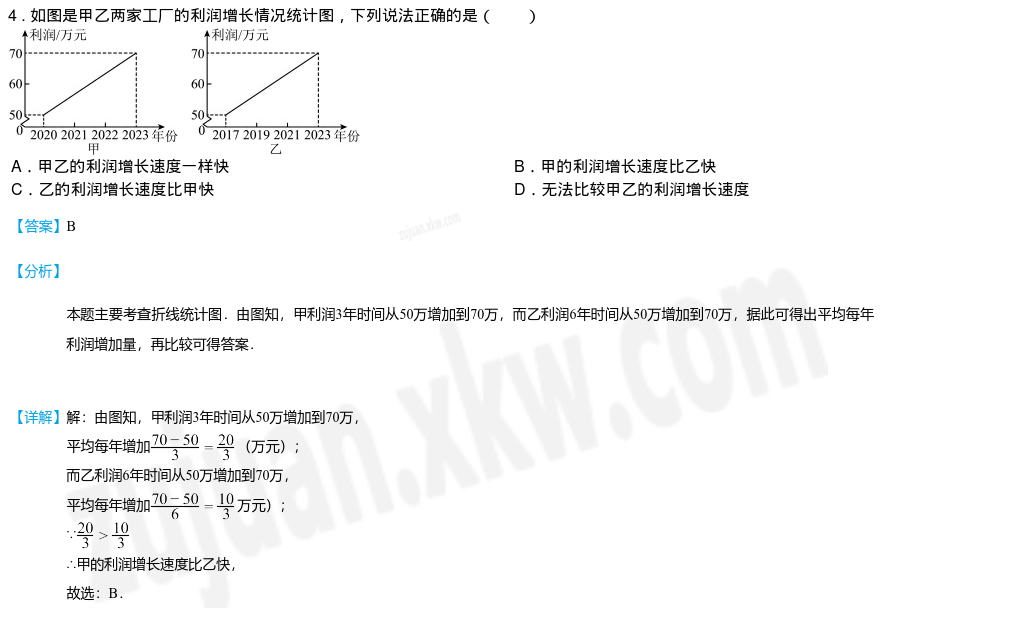 4．如图是甲乙两家工厂的利润增长情况统计图，下列说法正确的是（　　）
利润/万元
70
60
50
0
2020 2021 2022 2023 年份
甲
利润/万元
70
60
50
0
2017 2019 2021 2023 年份
乙
A．甲乙的利润增长速度一样快
B．甲的利润增长速度比乙快
C．乙的利润增长速度比甲快
D．无法比较甲乙的利润增长速度
【答案】B
zujuan.xkw.com
【分析】
本题主要考查折线统计图．由图知，甲利润3年时间从50万增加到70万，而乙利润6年时间从50万增加到70万，据此可得出平均每年
利润增加量，再比较可得答案．
zujuan.xkw.com
【详解】解：由图知，甲利润3年时间从50万增加到70万，
平均每年增加(70－50)/3＝20/3（万元）；
而乙利润6年时间从50万增加到70万，
平均每年增加(70－50)/6＝10/3万元）；
∵20/3＞10/3
∴甲的利润增长速度比乙快，
故选：B．